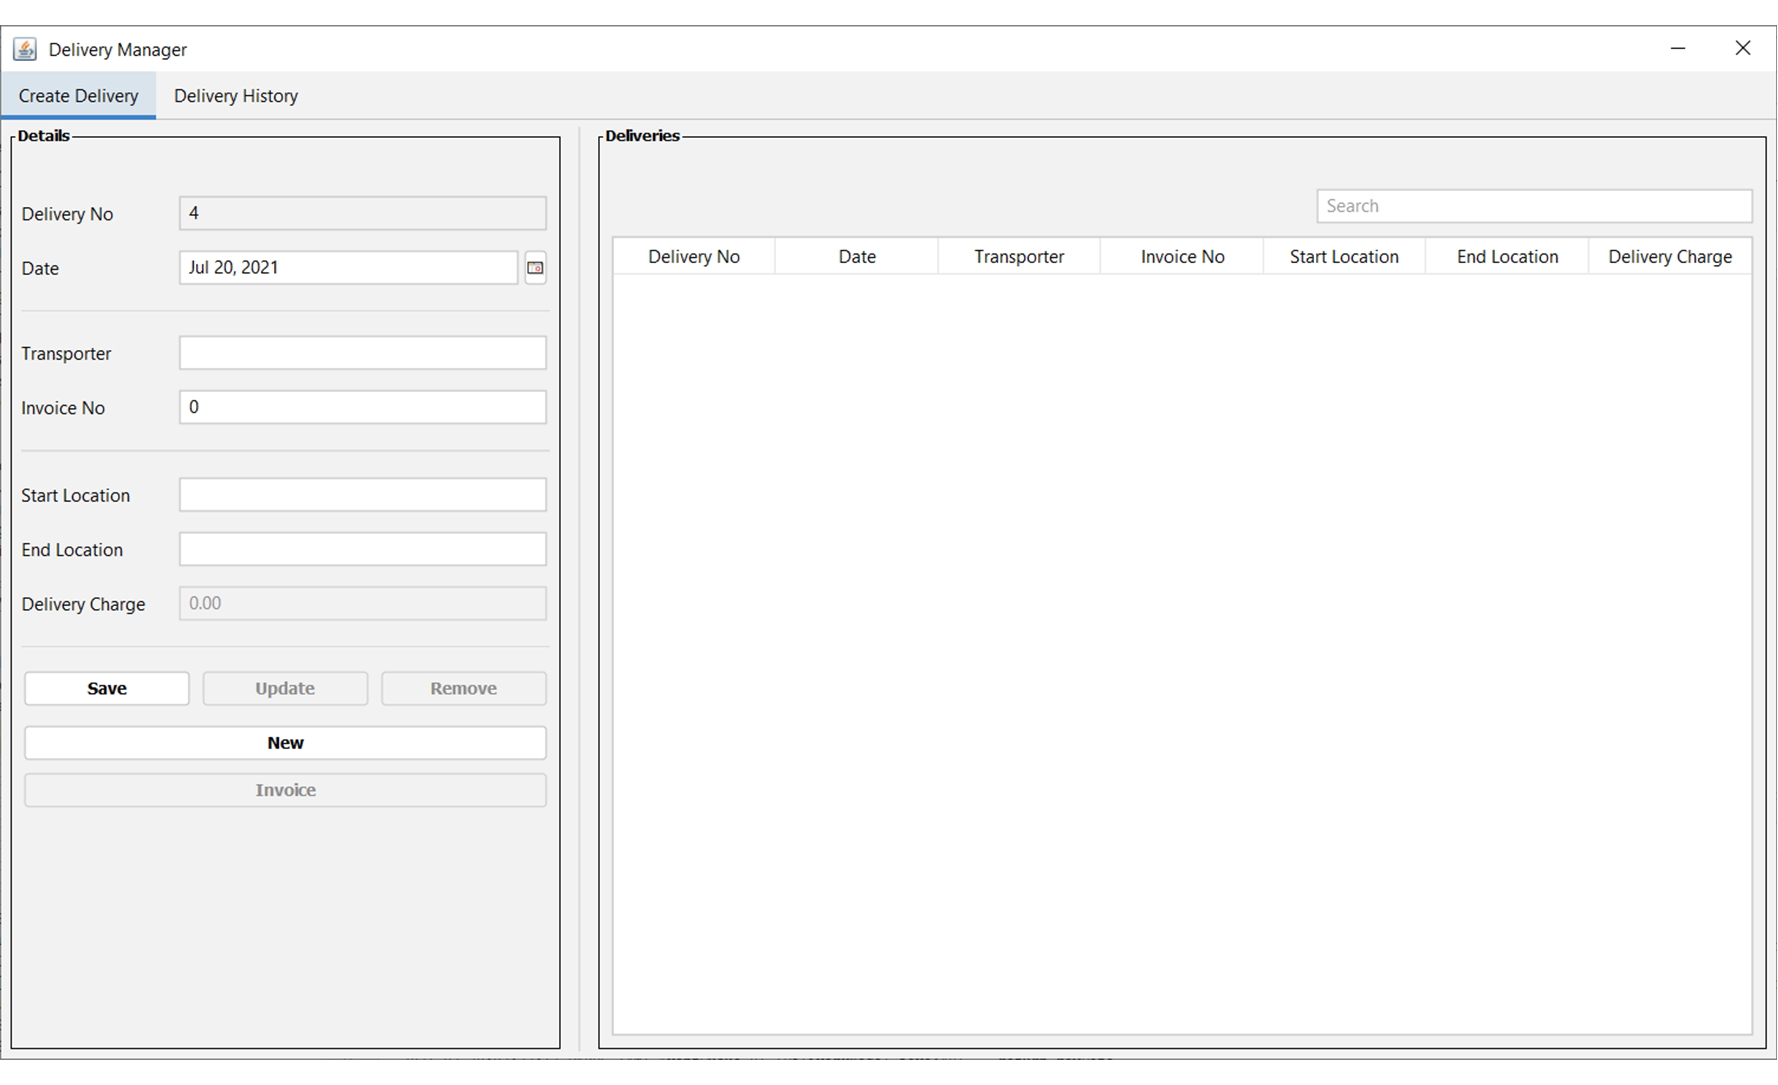 Delivery Manager
Create Delivery Delivery History
Details
Delivery No 4
Date Jul 20, 2021
Transporter
Invoice No 0
Start Location
End Location
Delivery Charge 0.00
Save Update Remove
New
Invoice
Deliveries
Search
Delivery No Date Transporter Invoice No Start Location End Location Delivery Charge